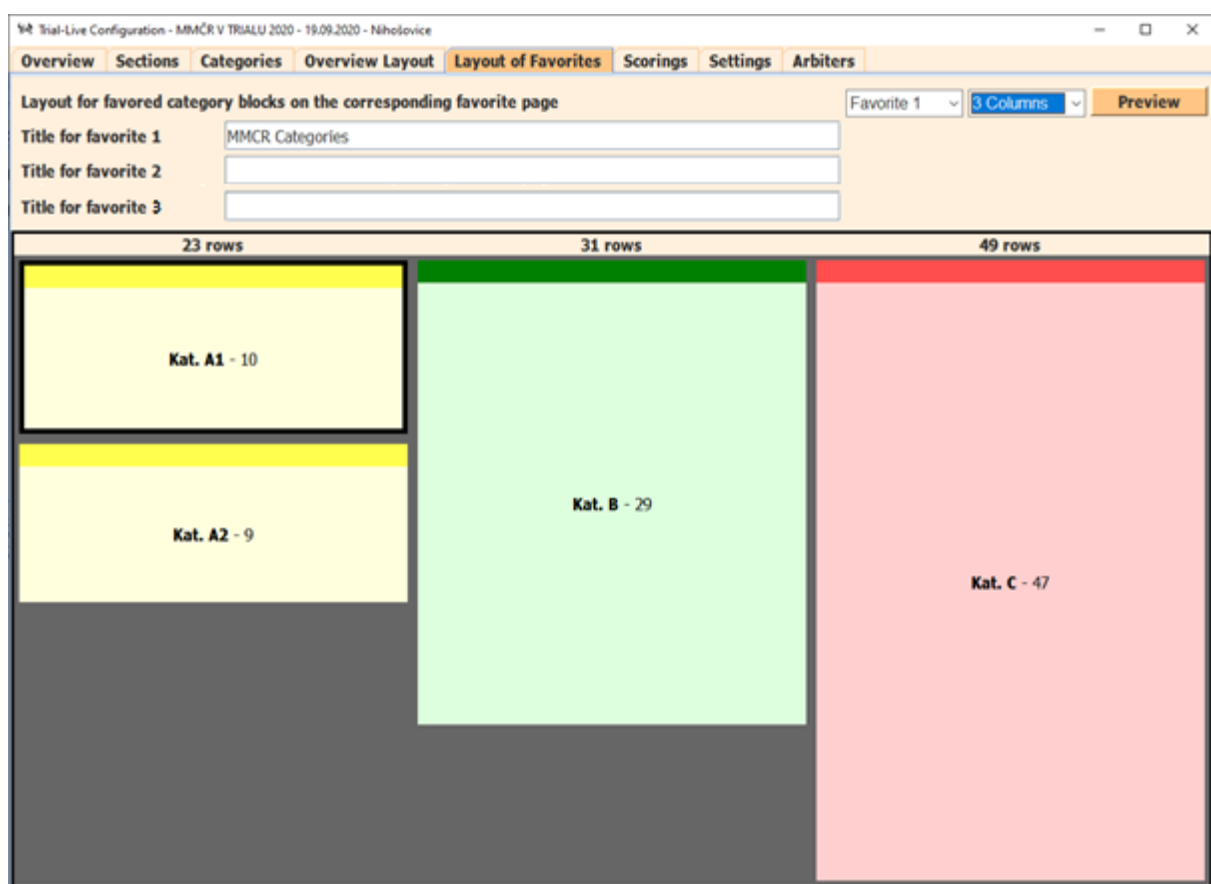 Trial-Live Configuration - MMČR V TRIALU 2020 - 19.09.2020 - Nihošovice
Overview Sections Categories Overview Layout Layout of Favorites Scorings Settings Arbiters
Layout for favored category blocks on the corresponding favorite page Favorite 1 3 Columns Preview
Title for favorite 1 MMCR Categories
Title for favorite 2
Title for favorite 3
23 rows 31 rows 49 rows
Kat. A1 - 10
Kat. B - 29
Kat. A2 - 9
Kat. C - 47